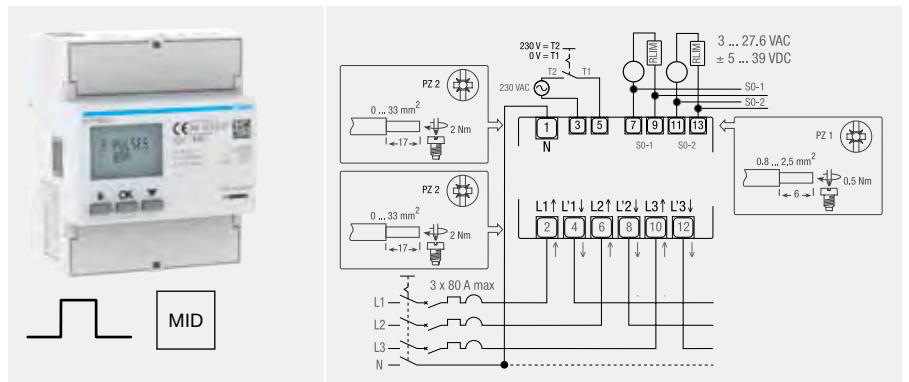 2 PULSES
CE
OK
MID
230 V = T2
0 V = T1
T2
T1
230 VAC
RLIM
RLIM
3 ... 27.6 VAC
± 5 ... 39 VDC
S0-1
S0-2
PZ 2
0 ... 33 mm²
17
2 Nm
1
3
5
7
9
11
13
N
S0-1
S0-2
PZ 1
0.8 ... 2,5 mm²
6
0.5 Nm
PZ 2
0 ... 33 mm²
17
2 Nm
L1↑ L'1↓ L2↑ L'2↓ L3↑ L'3↓
2
4
6
8
10
12
3 x 80 A max
L1
L2
L3
N